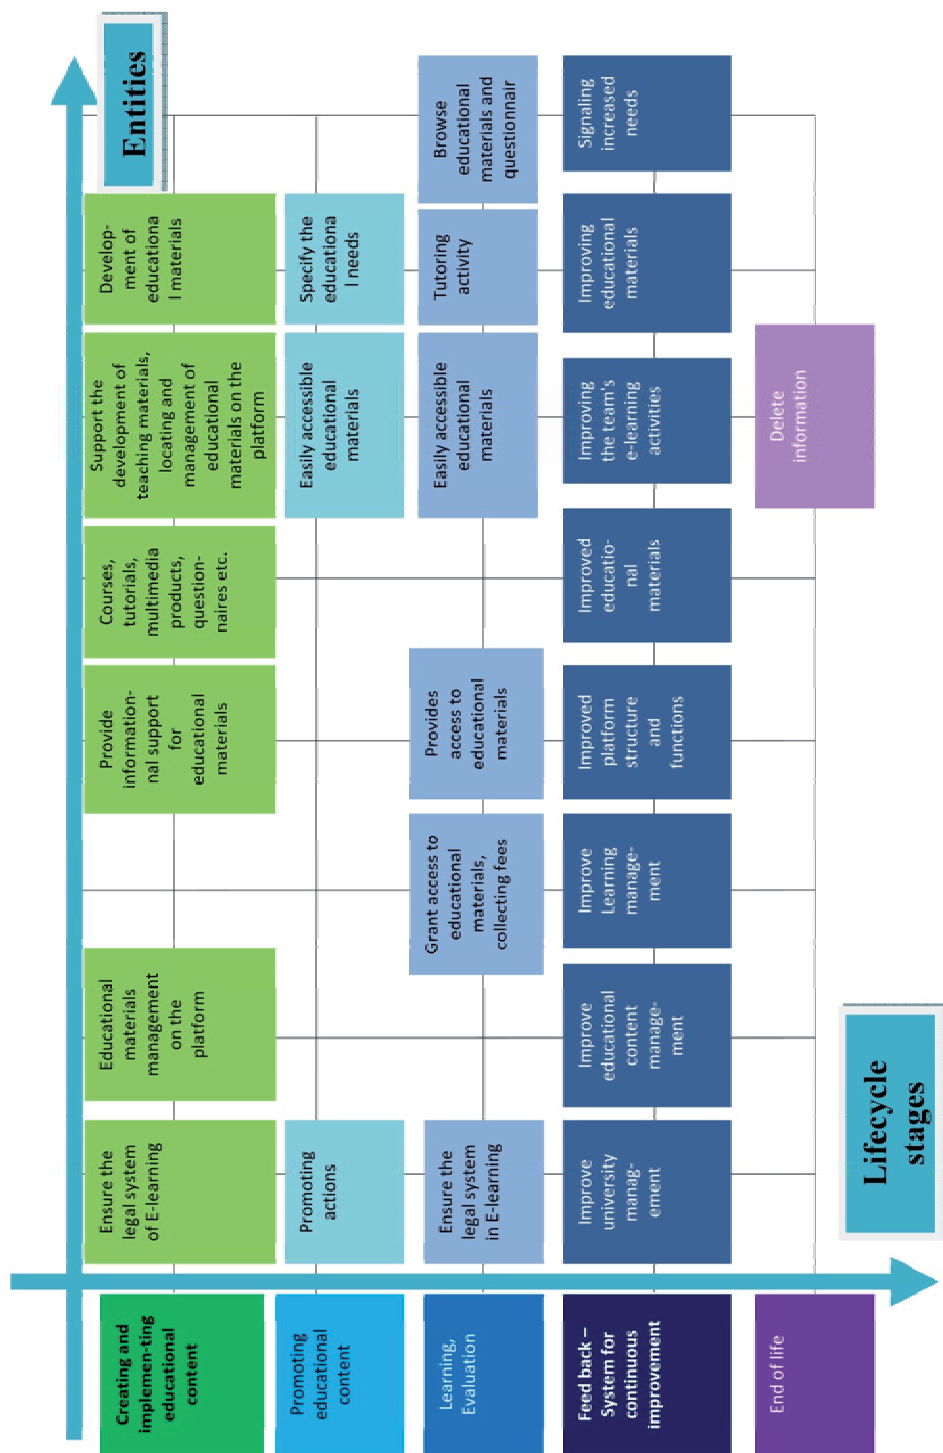 Entities
Creating and
implemen-ting
educational
content
Ensure the
legal system
of E-learning
Educational
materials
management
on the
platform
Provide
information-
nal support
for
educational
materials
Courses,
tutorials,
multimedia
products,
question-
naires etc.
Support the
development of
teaching materials,
locating and
management of
educational
materials on the
platform
Develop-
ment of
educationa
l materials
Promoting
educational
content
Promoting
actions
Easily accessible
educational
materials
Specify the
educationa
l needs
Learning,
Evaluation
Ensure the
legal system
in E-learning
Grant access to
educational
materials,
collecting fees
Provides
access to
educational
materials
Easily accessible
educational
materials
Tutoring
activity
Browse
educational
materials and
questionnair
Feed back –
System for
continuous
improvement
Improve
university
manag-
ement
Improve
educational
content
manage-
ment
Improve
Learning
manage-
ment
Improved
platform
structure
and
functions
Improved
educatio-
nal
materials
Improving
the team's
e-learning
activities
Improving
educational
materials
Signaling
increased
needs
End of life
Delete
information
Lifecycle
stages